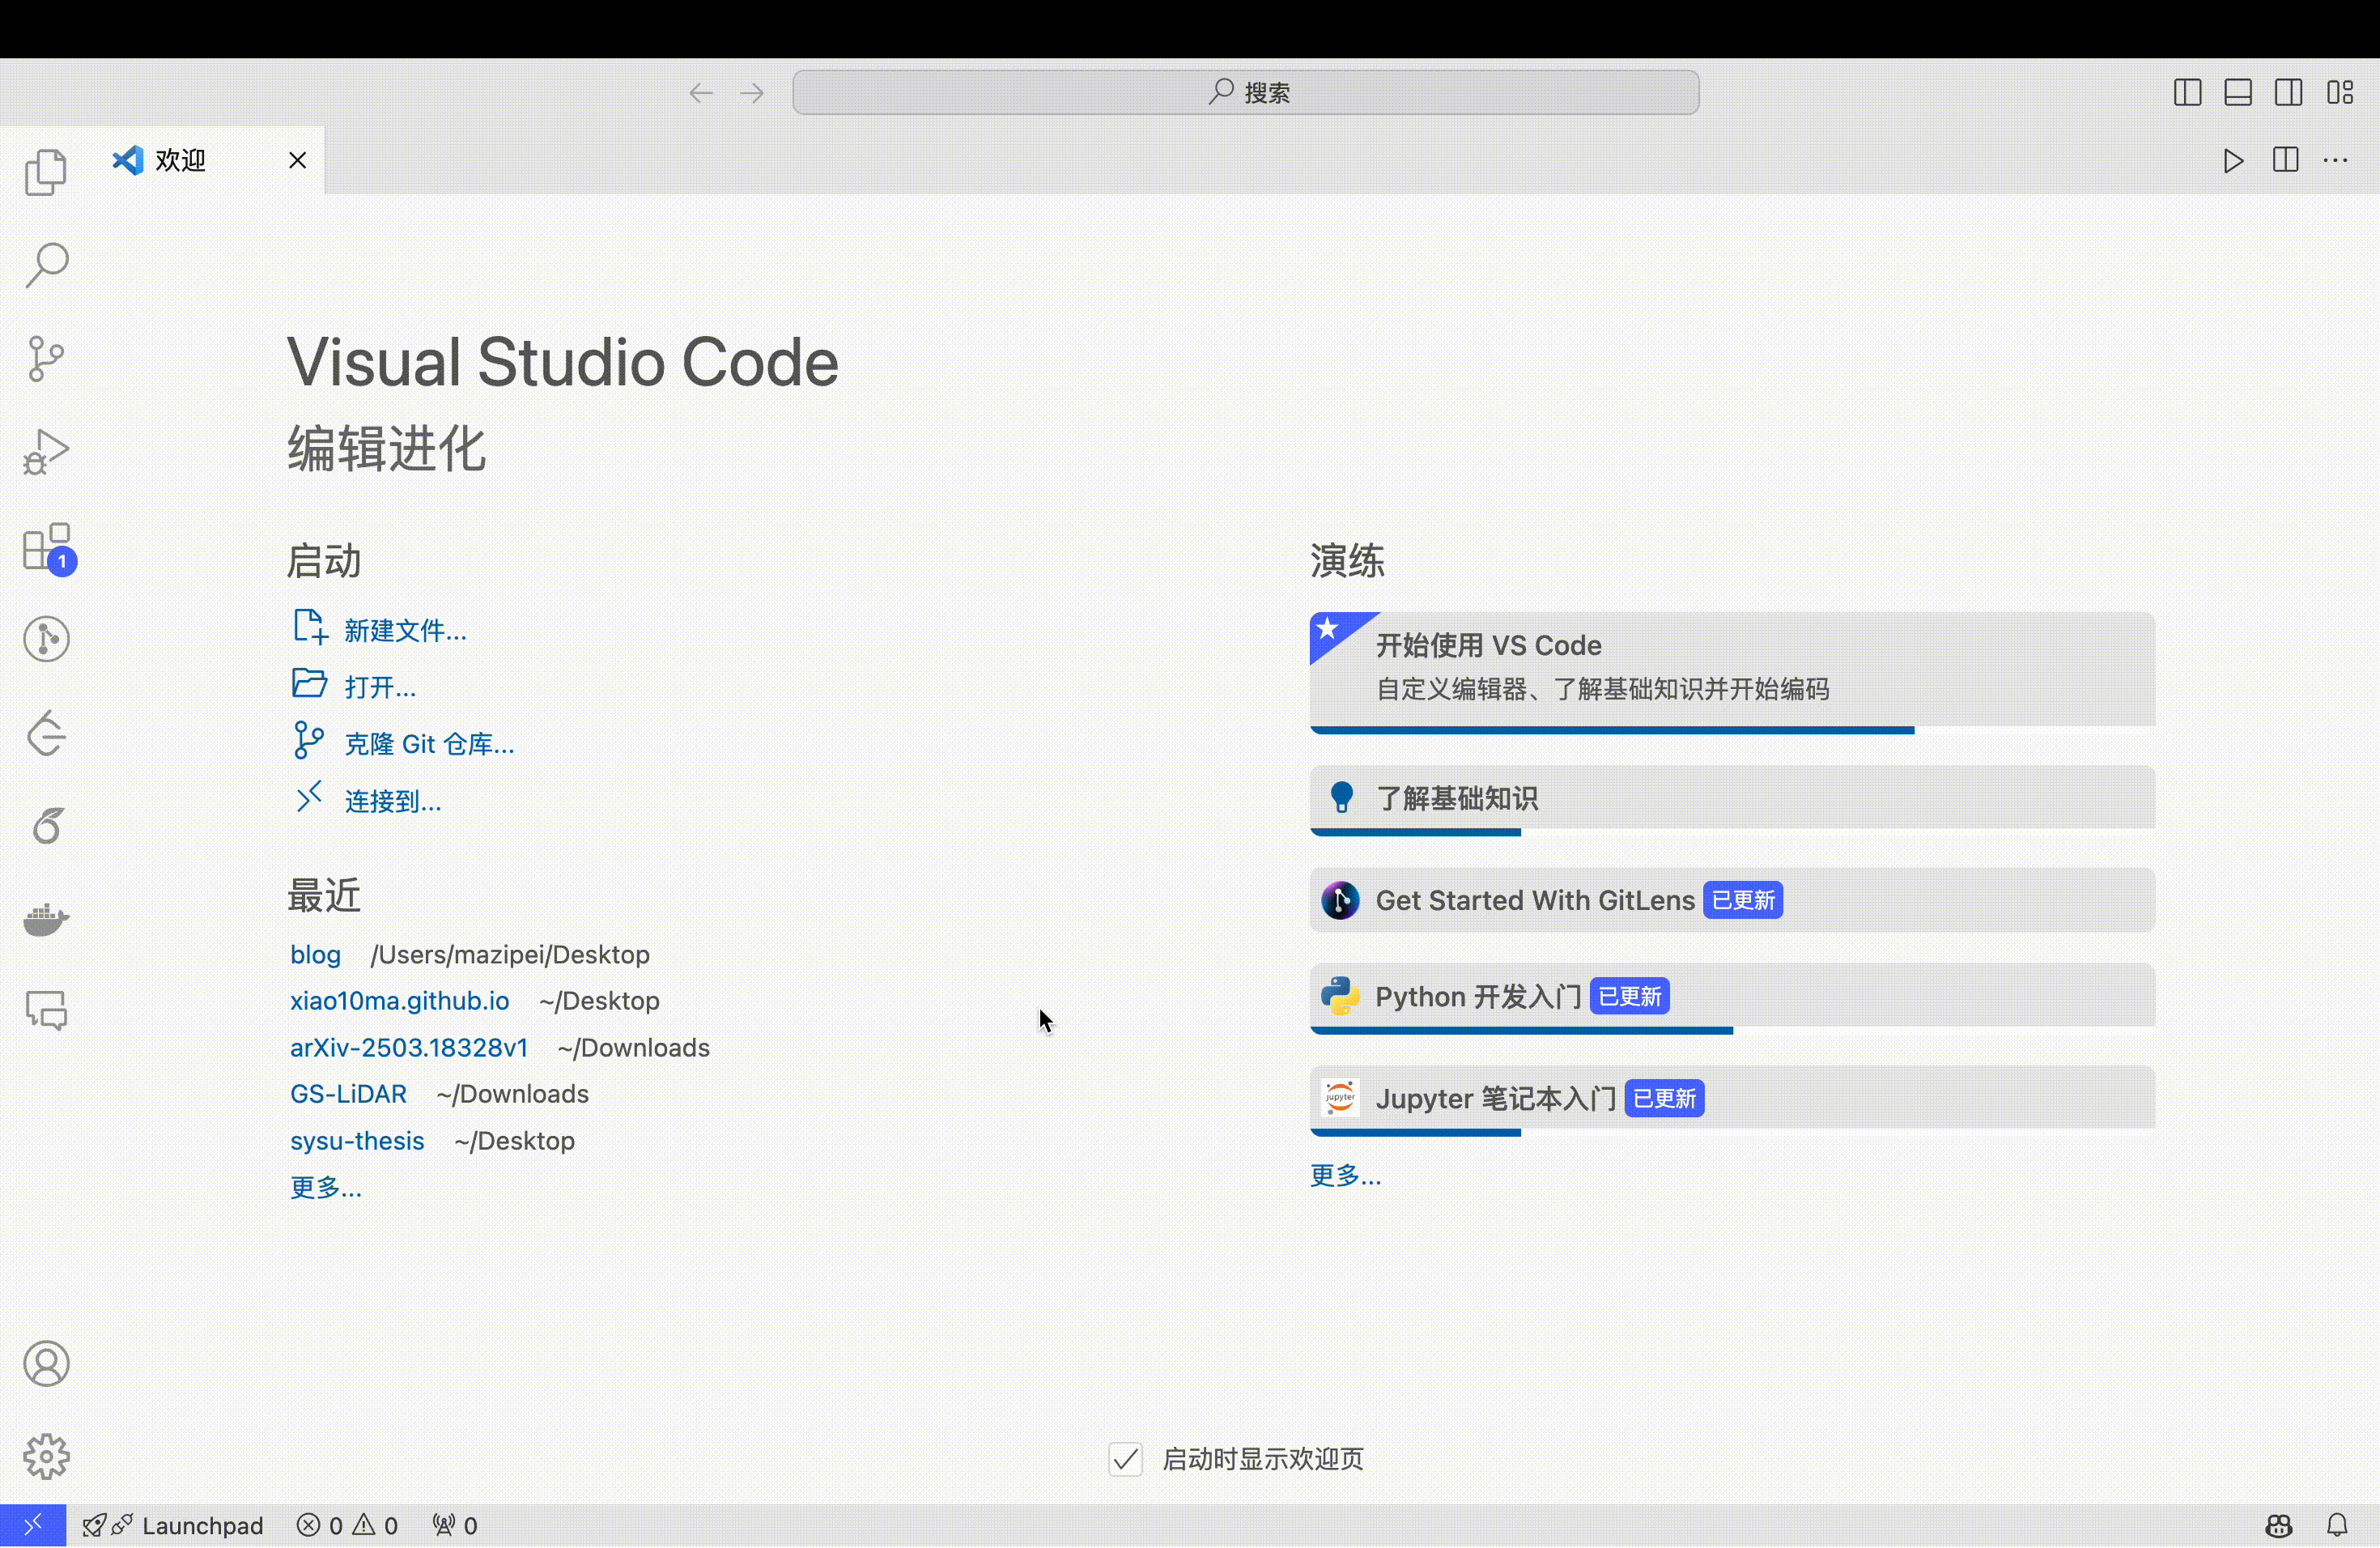 搜索
欢迎
Visual Studio Code
编辑进化
启动
新建文件...
打开...
克隆 Git 仓库...
连接到...
最近
blog /Users/mazipei/Desktop
xiao10ma.github.io ~/Desktop
arXiv-2503.18328v1 ~/Downloads
GS-LiDAR ~/Downloads
sysu-thesis ~/Desktop
更多...
演练
开始使用 VS Code
自定义编辑器、了解基础知识并开始编码
了解基础知识
Get Started With GitLens 已更新
Python 开发入门 已更新
jupyter
Jupyter 笔记本入门 已更新
更多...
1
启动时显示欢迎页
Launchpad 0 0 0